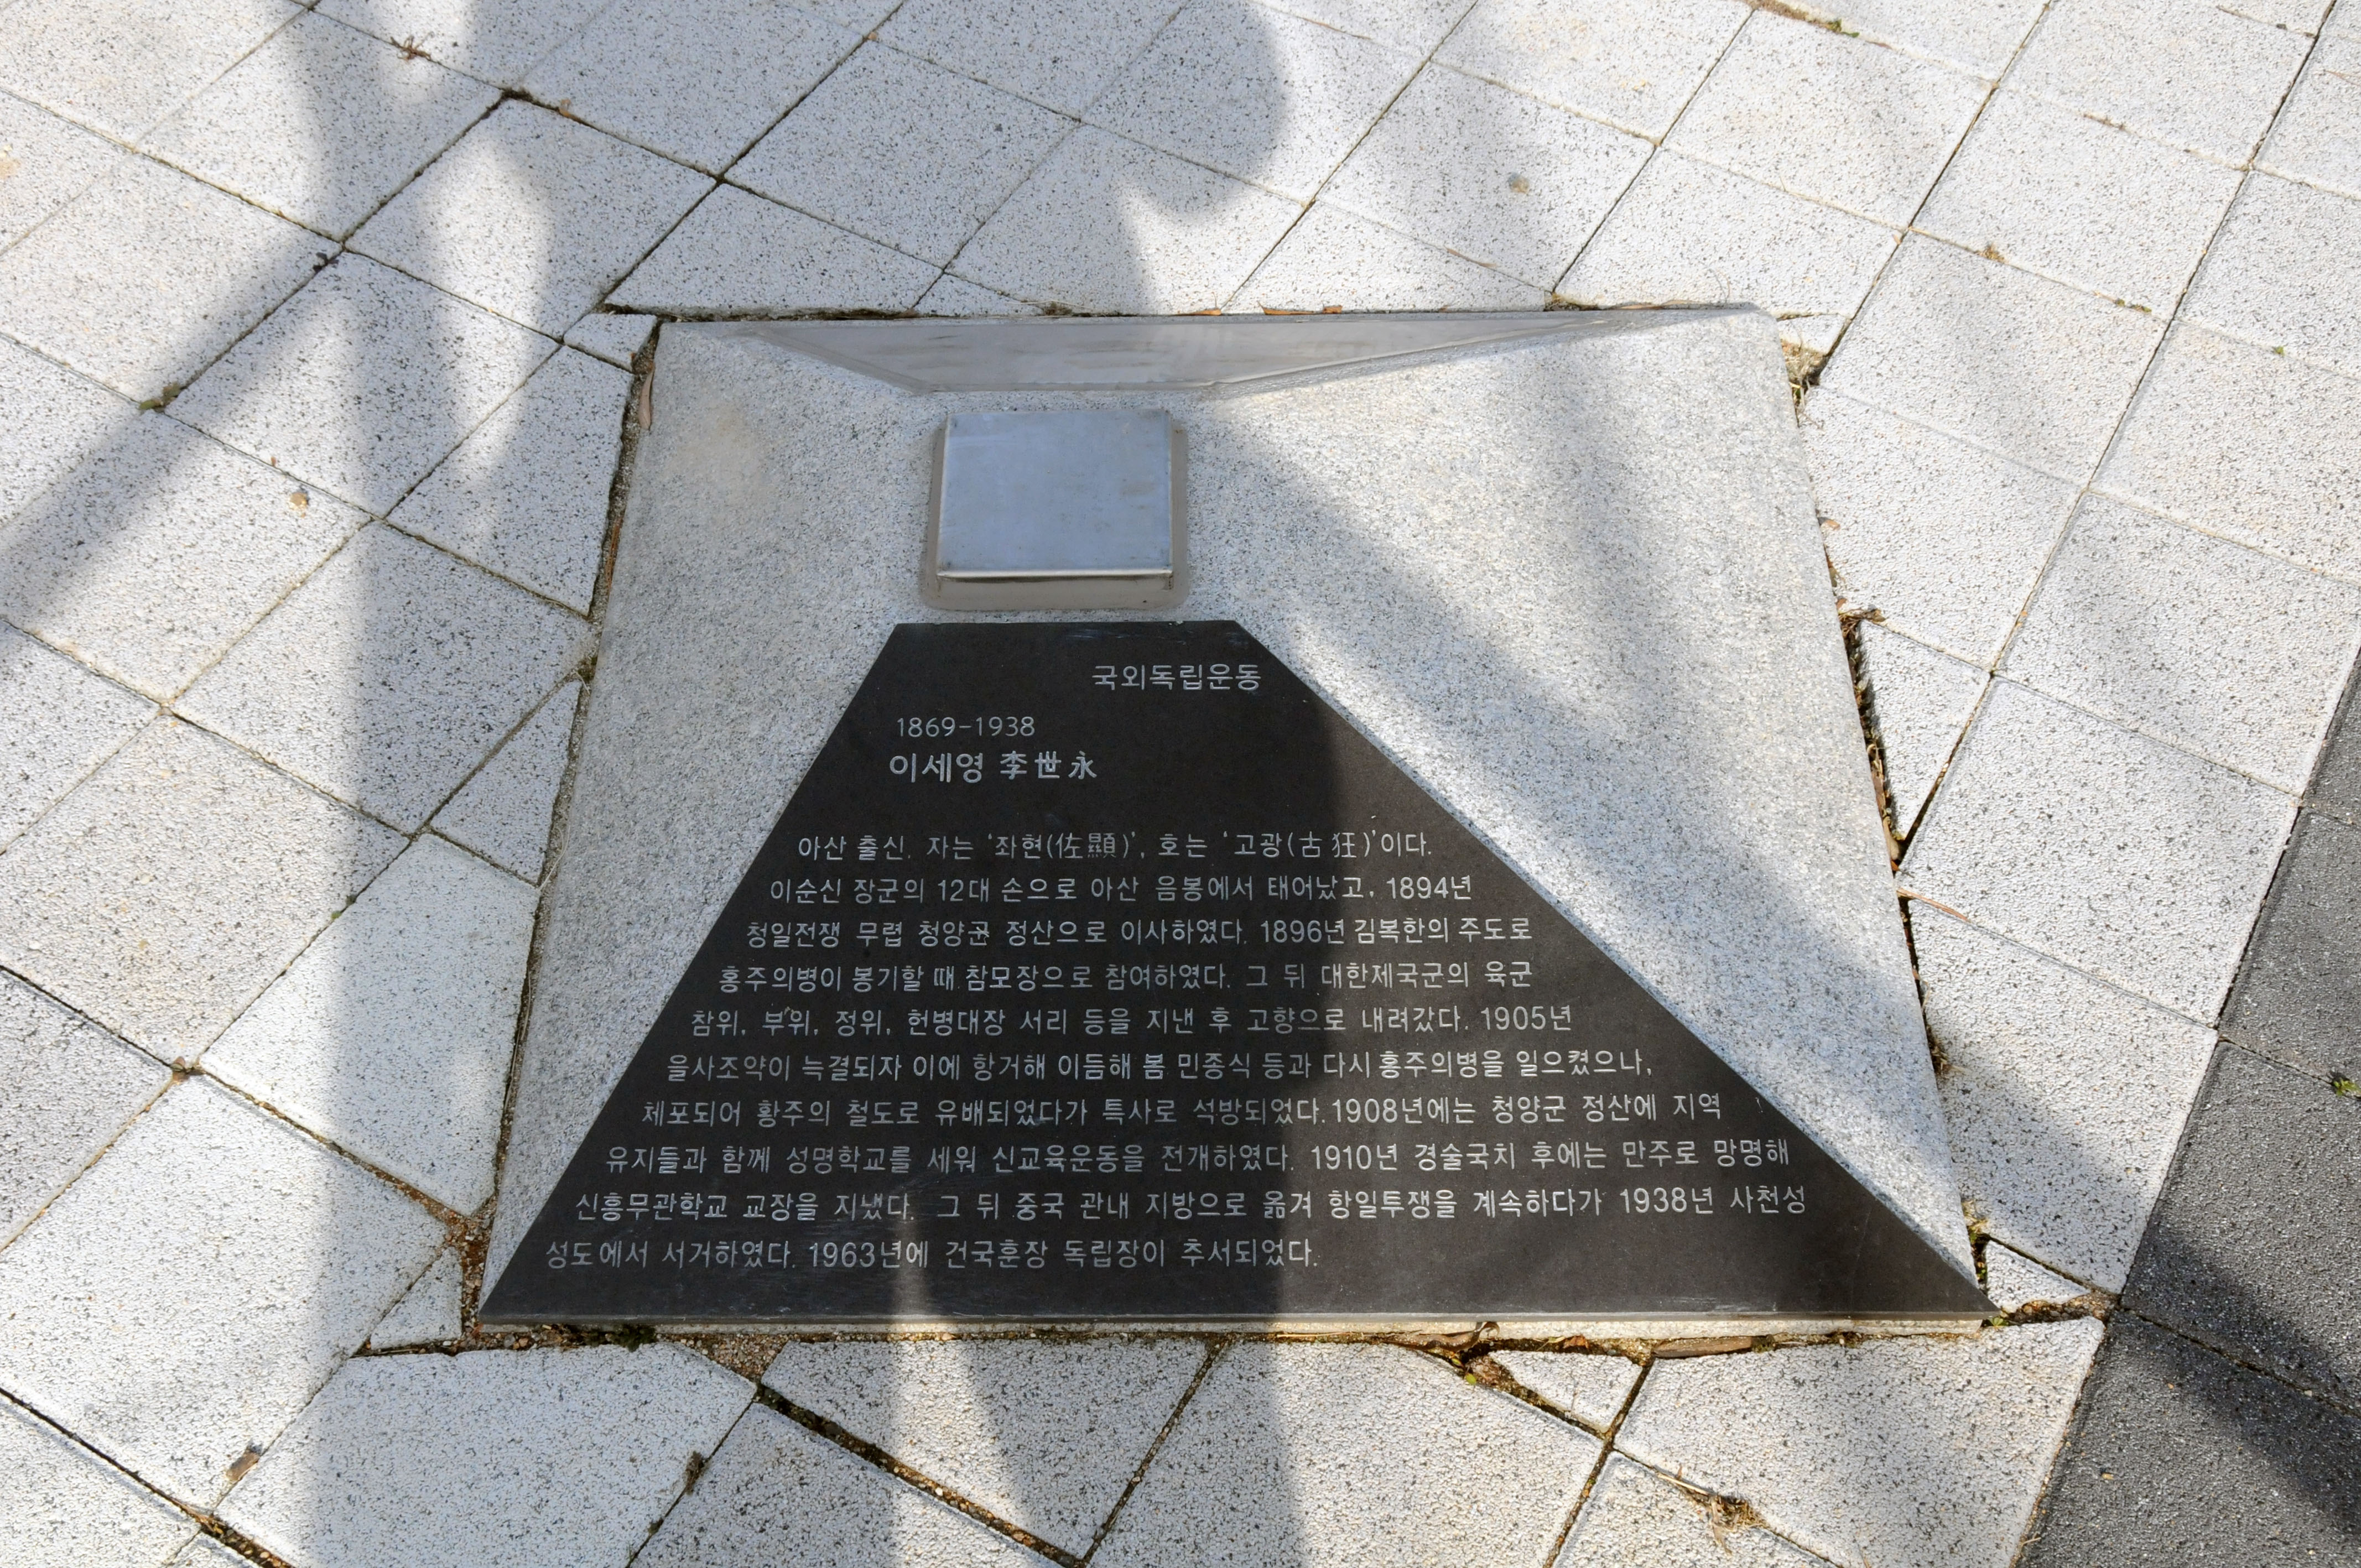 국외독립운동
1869-1938
이세영 李世永
아산 출신. 자는 '좌현(佐顯)', 호는 '고광(古狂)'이다.
이순신 장군의 12대 손으로 아산 음봉에서 태어났고, 1894년
청일전쟁 무렵 청양군 정산으로 이사하였다. 1896년 김복한의 주도로
홍주의병이 봉기할 때 참모장으로 참여하였다. 그 뒤 대한제국군의 육군
참위, 부위, 정위, 헌병대장 서리 등을 지낸 후 고향으로 내려갔다. 1905년
을사조약이 늑결되자 이에 항거해 이듬해 봄 민종식 등과 다시 홍주의병을 일으켰으나,
체포되어 황주의 철도로 유배되었다가 특사로 석방되었다. 1908년에는 청양군 정산에 지역
유지들과 함께 성명학교를 세워 신교육운동을 전개하였다. 1910년 경술국치 후에는 만주로 망명해
신흥무관학교 교장을 지냈다. 그 뒤 중국 관내 지방으로 옮겨 항일투쟁을 계속하다가 1938년 사천성
성도에서 서거하였다. 1963년에 건국훈장 독립장이 추서되었다.